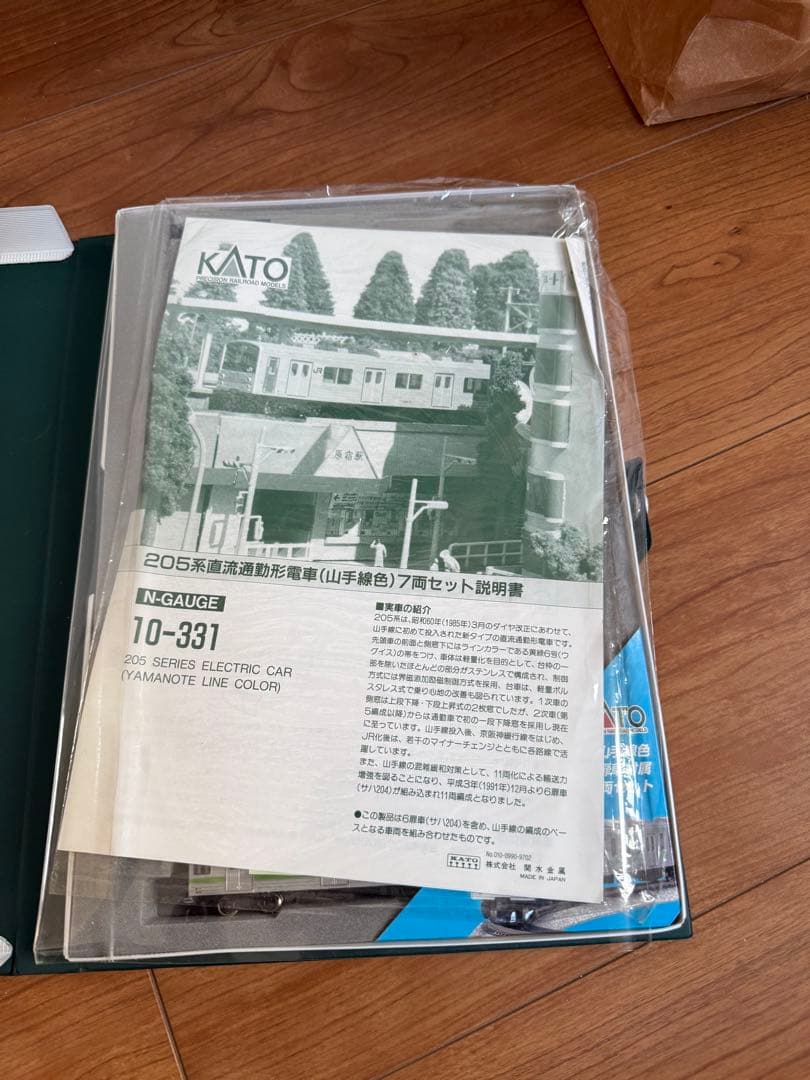 KATO
PRECISION RAILROAD MODELS
JR
原宿駅
205系直流通勤形電車(山手線色)7両セット説明書
N-GAUGE
10-331
205 SERIES ELECTRIC CAR
(YAMANOTE LINE COLOR)
■実車の紹介
205系は、昭和60年(1985年)3月のダイヤ改正にあわせて、
山手線に初めて投入された新タイプの直流通勤形電車です。
先頭車の前面と側窓下にはラインカラーである黄緑6号(ウ
グイス)の帯をつけ、車体は軽量化を目的として、台枠の一
部を除いたほとんどの部分がステンレスで構成され、制御
方式には界磁添加励磁制御方式を採用、台車は、軽量ボル
スタレス式で乗り心地の改善も図られています。1次車の
側窓は上段下降・下段上昇式の2枚窓でしたが、2次車(第
5編成以降)からは通勤車で初の一段下降窓を採用し現在
に至っています。山手線投入後、京阪神緩行線をはじめ、
JR化後は、若干のマイナーチェンジとともに各路線で活
躍しています。
また、山手線の混雑緩和対策として、11両化による輸送力
増強を図ることになり、平成3年(1991年)12月より6扉車
(サハ204)が組み込まれ11両編成となりました。
●この製品は6扉車(サハ204)を含め、山手線の編成のベー
スとなる車両を組み合わせたものです。
KATO
No.010-0990-9702
株式会社 関水金属
MADE IN JAPAN
ATO
山手線色
属
セット